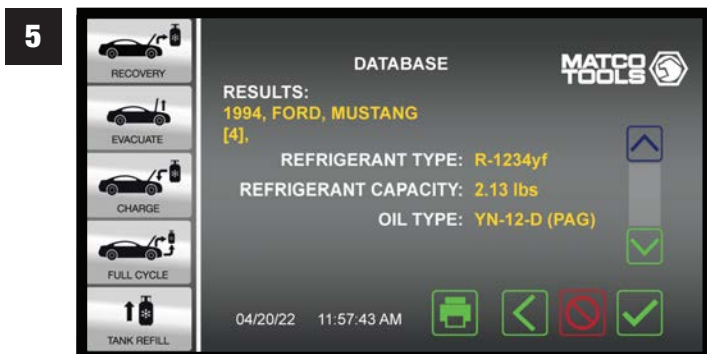 5
RECOVERY
EVACUATE
CHARGE
FULL CYCLE
TANK REFILL
DATABASE
MATCO
TOOLS
RESULTS:
1994, FORD, MUSTANG
[4],
REFRIGERANT TYPE: R-1234yf
REFRIGERANT CAPACITY: 2.13 lbs
OIL TYPE: YN-12-D (PAG)
04/20/22 11:57:43 AM